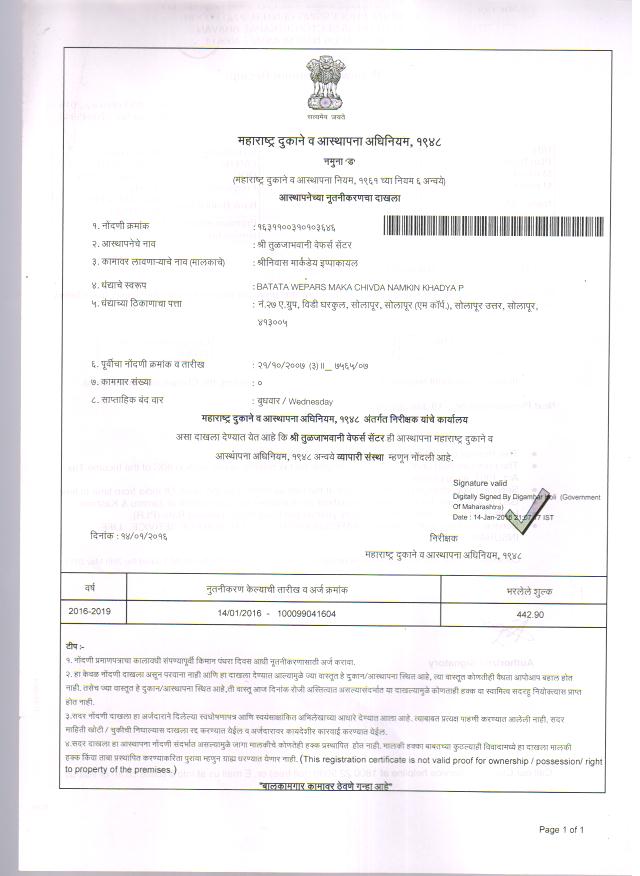 सत्यमेव जयते
महाराष्ट्र दुकाने व आस्थापना अधिनियम, १९४८
नमुना 'ड'
(महाराष्ट्र दुकाने व आस्थापना नियम, १९६१ च्या नियम ६ अन्वये)
आस्थापनेच्या नुतनीकरणचा दाखला
१. नोंदणी क्रमांक : १६३११००३१०१०३६४६
२. आस्थापनेचे नाव : श्री तुळजाभवानी वेफर्स सेंटर
३. कामावर लावणाऱ्याचे नाव (मालकाचे) : श्रीनिवास मार्कंडेय इप्पाकायल
४. धंद्याचे स्वरूप : BATATA WEPARS MAKA CHIVDA NAMKIN KHADYA P
५. धंद्याच्या ठिकाणाचा पत्ता : नं.२७ ए.ग्रुप, विडी घरकुल, सोलापूर, सोलापूर (एम कॉर्प.), सोलापूर उत्तर, सोलापूर,
४१३००५
६. पूर्वीचा नोंदणी क्रमांक व तारीख : २१/१०/२००७ (३)॥_ ७५६५/०७
७. कामगार संख्या : ०
८. साप्ताहिक बंद वार : बुधवार / Wednesday
महाराष्ट्र दुकाने व आस्थापना अधिनियम, १९४८ अंतर्गत निरीक्षक यांचे कार्यालय
असा दाखला देण्यात येत आहे कि श्री तुळजाभवानी वेफर्स सेंटर ही आस्थापना महाराष्ट्र दुकाने व
आस्थापना अधिनियम, १९४८ अन्वये व्यापारी संस्था म्हणून नोंदली आहे.
Signature valid
Digitally Signed By Digambar Holi (Government
Of Maharashtra)
Date : 14-Jan-2016 IST
दिनांक : १४/०१/२०१६
निरीक्षक
महाराष्ट्र दुकाने व आस्थापना अधिनियम, १९४८
वर्ष नुतनीकरण केल्याची तारीख व अर्ज क्रमांक भरलेले शुल्क
2016-2019 14/01/2016 - 100099041604 442.90
टीप :-
१. नोंदणी प्रमाणपत्राचा कालावधी संपण्यापूर्वी किमान पंधरा दिवस आधी नूतनीकरणासाठी अर्ज करावा.
२. हा केवळ नोंदणी दाखला असून परवाना नाही आणि हा दाखला देण्यात आल्यामुळे ज्या वास्तूत हे दुकान/आस्थापना स्थित आहे, त्या वास्तूत कोणतीही वैधता आपोआप बहाल होत
नाही. तसेच ज्या वास्तूत हे दुकान/आस्थापना स्थित आहे,ती वास्तू आज दिनांक रोजी अस्तित्वात असल्यासंदर्भात या दाखल्यामुळे कोणताही हक्क वा स्वामित्व सदरहु नियोक्त्यास प्राप्त
होत नाही.
३.सदर नोंदणी दाखला हा अर्जदाराने दिलेल्या स्वघोषणापत्र आणि स्वयंसाक्षांकित अभिलेखाच्या आधारे देण्यात आला आहे. त्याबाबत प्रत्यक्ष पाहणी करण्यात आलेली नाही. सदर
माहिती खोटी / चुकीची निघाल्यास दाखला रद्द करण्यात येईल व अर्जदारावर कायदेशीर कारवाई करण्यात येईल.
४.सदर दाखला हा आस्थापना नोंदणी संदर्भात असल्यामुळे जागा मालकीचे कोणतेही हक्क प्रस्थापित होत नाही. मालकी हक्का बाबतच्या कुठल्याही विवादामध्ये हा दाखला मालकी
हक्क किंवा ताबा प्रस्थापित करण्याकरिता पुरावा म्हणुन ग्राह्य धरण्यात येणार नाही. (This registration certificate is not valid proof for ownership / possession/ right
to property of the premises.)
"बालकामगार कामावर ठेवणे गुन्हा आहे"
Page 1 of 1